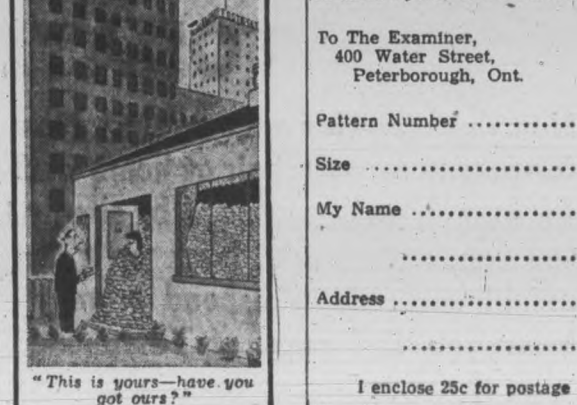 "This is yours—have you
got ours?"
To The Examiner,
400 Water Street,
Peterborough, Ont.
Pattern Number ............
Size ......................
My Name ...................
......................
Address ...................
......................
I enclose 25c for postage